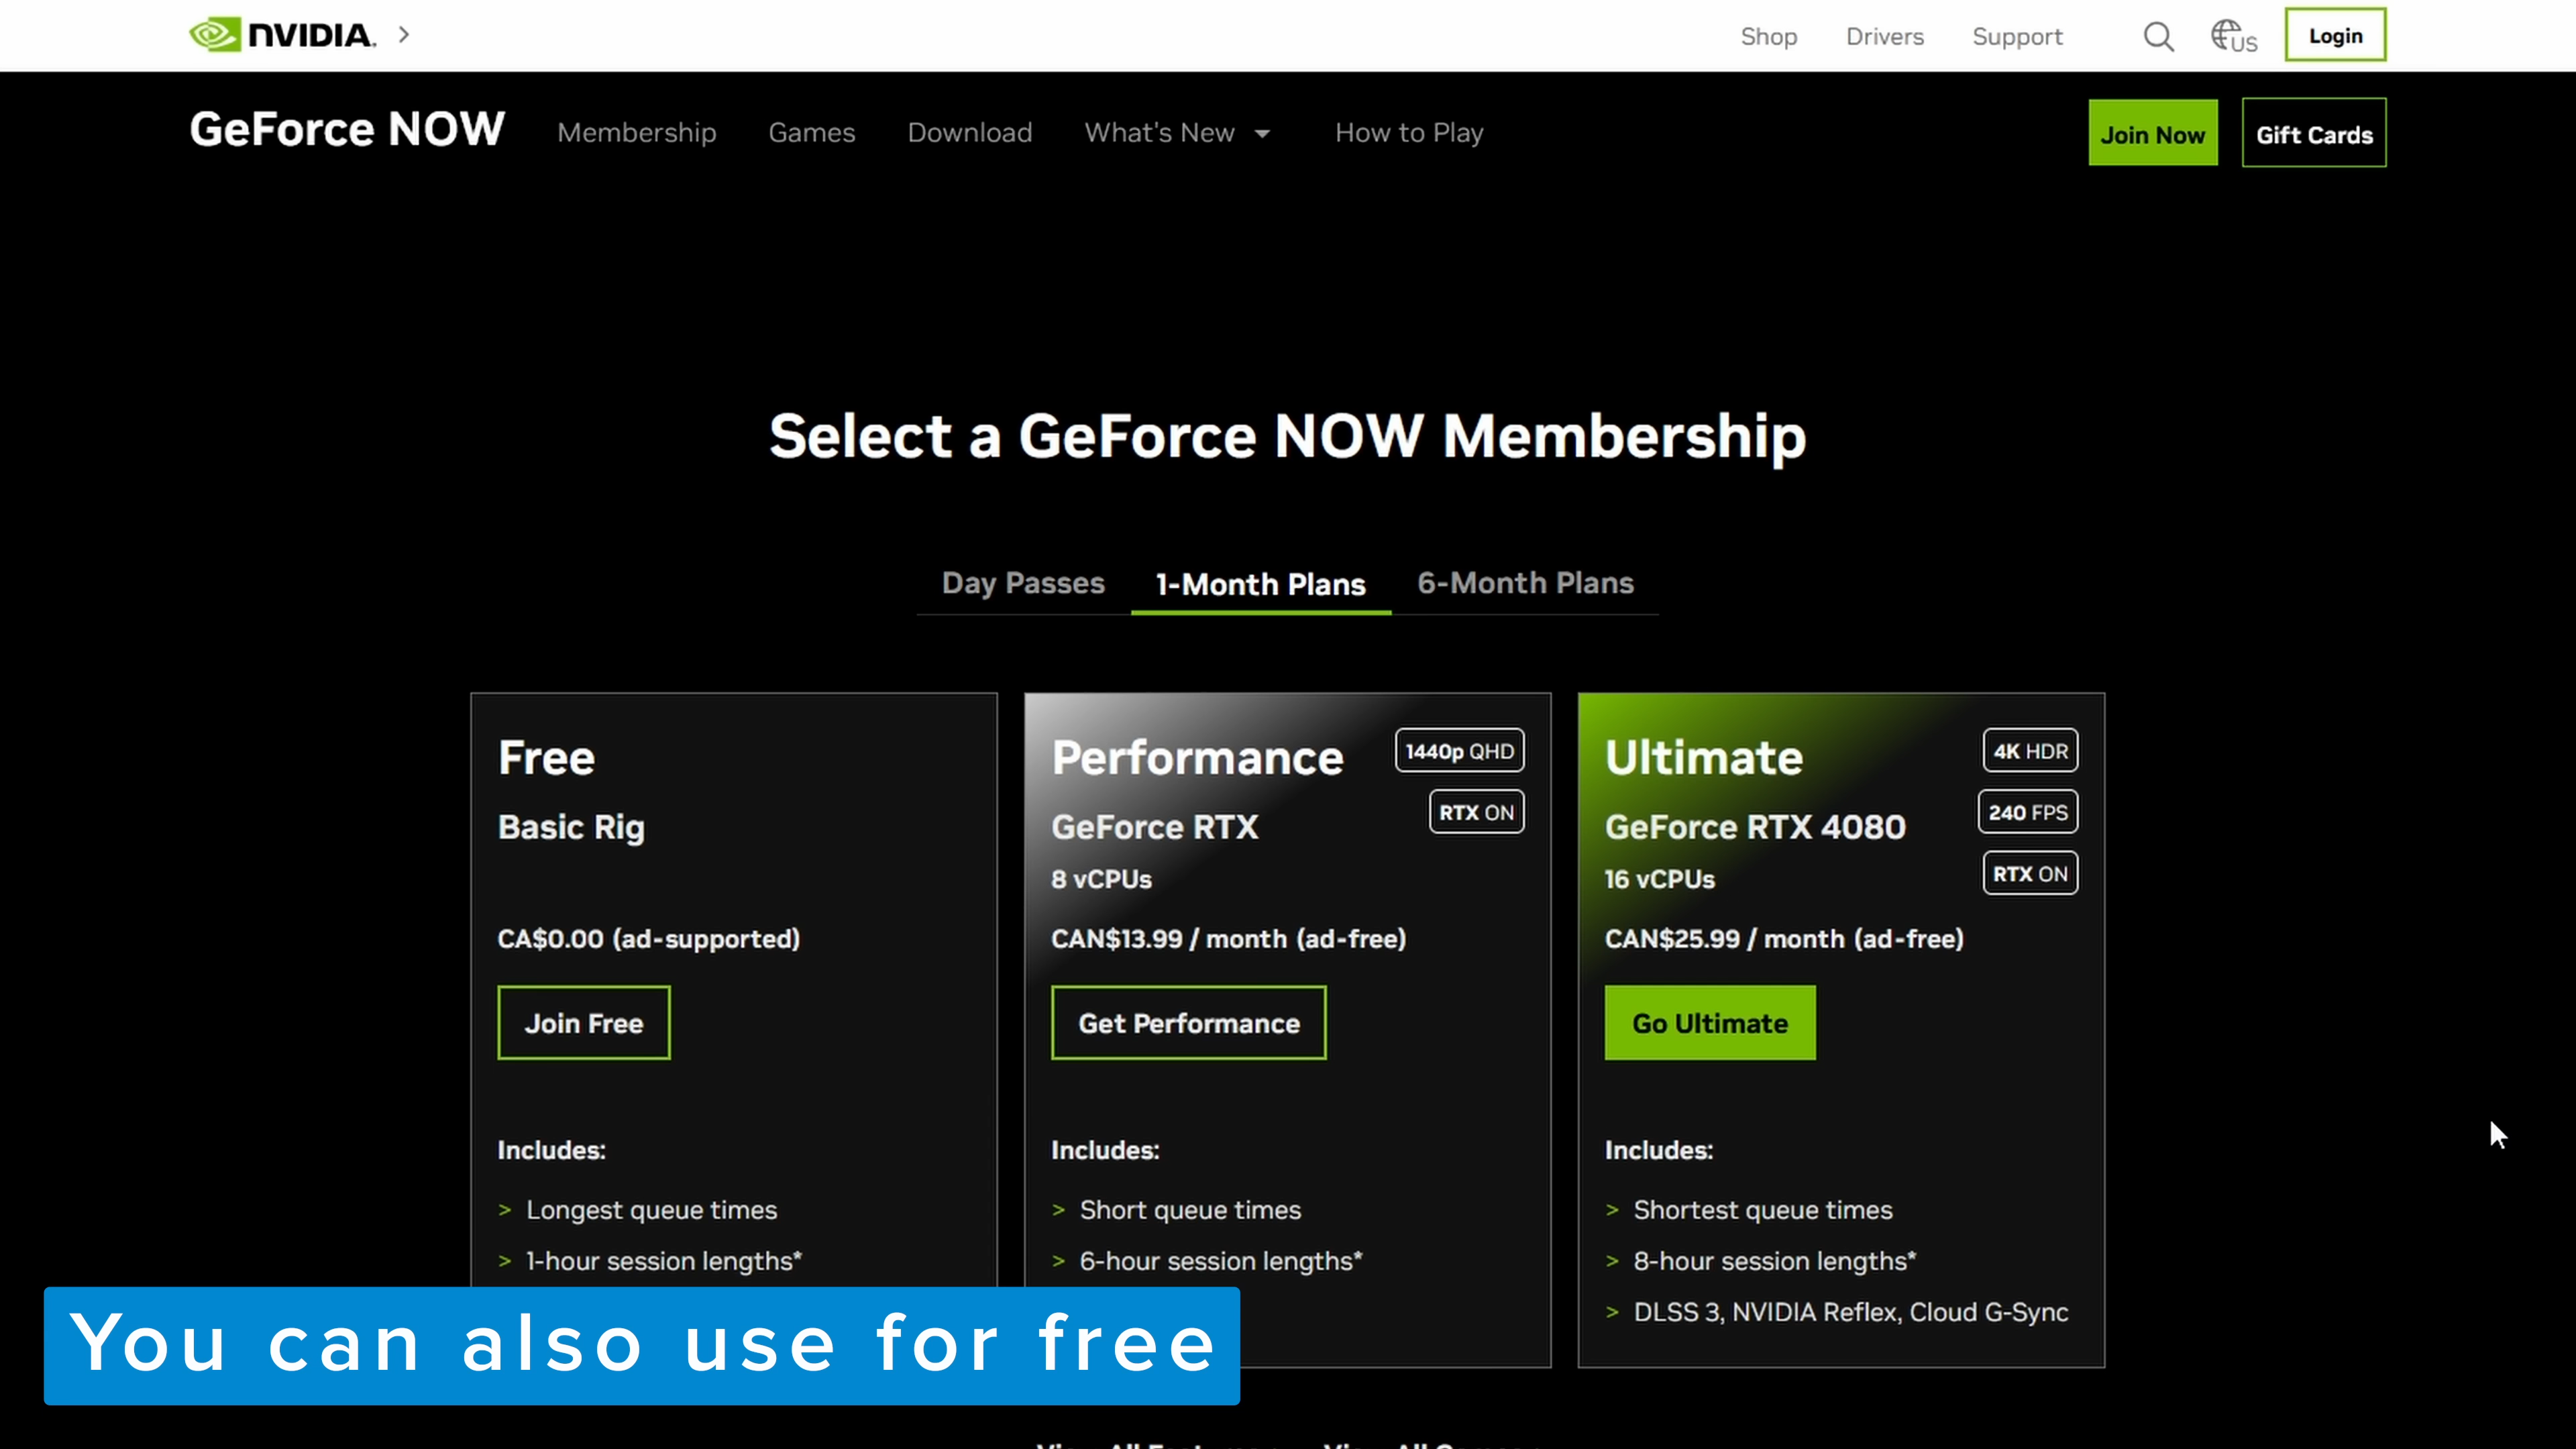 NVIDIA.
Shop Drivers Support US Login
GeForce NOW Membership Games Download What's New How to Play Join Now Gift Cards
Select a GeForce NOW Membership
Day Passes 1-Month Plans 6-Month Plans
Free
Basic Rig
CA$0.00 (ad-supported)
Join Free
Includes:
> Longest queue times
> 1-hour session lengths*
Performance
1440p QHD
RTX ON
GeForce RTX
8 vCPUs
CAN$13.99 / month (ad-free)
Get Performance
Includes:
> Short queue times
> 6-hour session lengths*
Ultimate
4K HDR
240 FPS
RTX ON
GeForce RTX 4080
16 vCPUs
CAN$25.99 / month (ad-free)
Go Ultimate
Includes:
> Shortest queue times
> 8-hour session lengths*
> DLSS 3, NVIDIA Reflex, Cloud G-Sync
You can also use for free